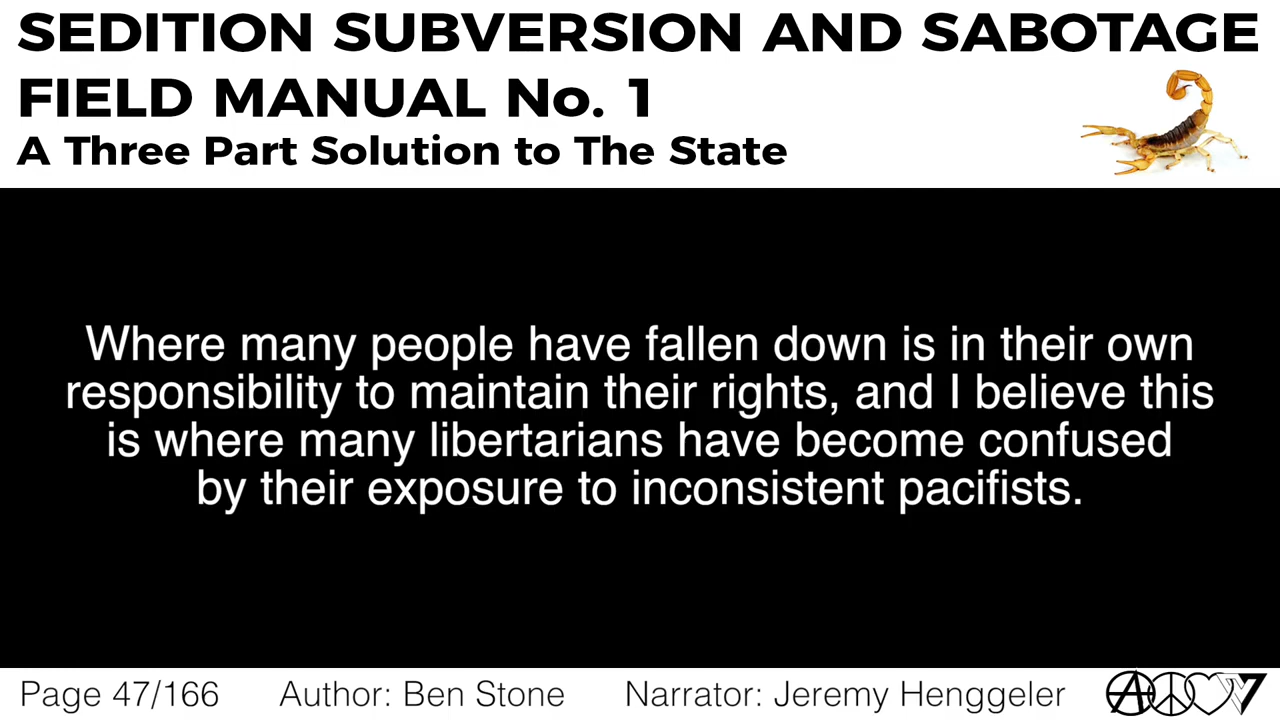 SEDITION SUBVERSION AND SABOTAGE
FIELD MANUAL No. 1
A Three Part Solution to The State
Where many people have fallen down is in their own
responsibility to maintain their rights, and I believe this
is where many libertarians have become confused
by their exposure to inconsistent pacifists.
Page 47/166 Author: Ben Stone Narrator: Jeremy Henggeler